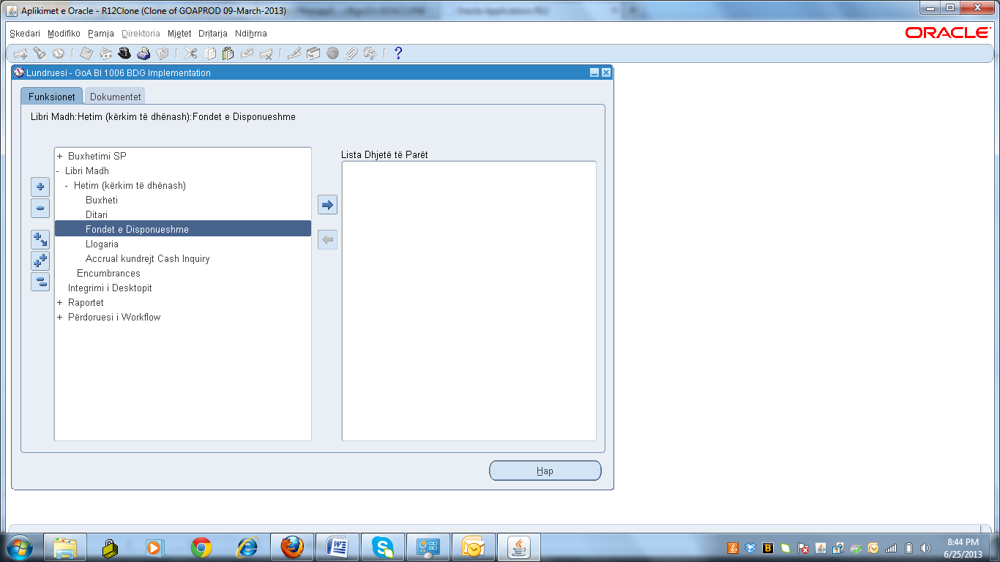 Aplikimet e Oracle - R12Clone (Clone of GOAPROD 09-March-2013)
Skedari Modifiko Pamja Direktoria Mjetet Dritarja Ndihma
ORACLE
Lundruesi - GoA BI 1006 BDG Implementation
Funksionet Dokumentet
Libri Madh:Hetim (kërkim të dhënash):Fondet e Disponueshme
Lista Dhjetë të Parët
+ Buxhetimi SP
- Libri Madh
- Hetim (kërkim të dhënash)
Buxheti
Ditari
Fondet e Disponueshme
Llogaria
Accrual kundrejt Cash Inquiry
Encumbrances
Integrimi i Desktopit
+ Raportet
+ Përdoruesi i Workflow
Hap
8:44 PM
6/25/2013